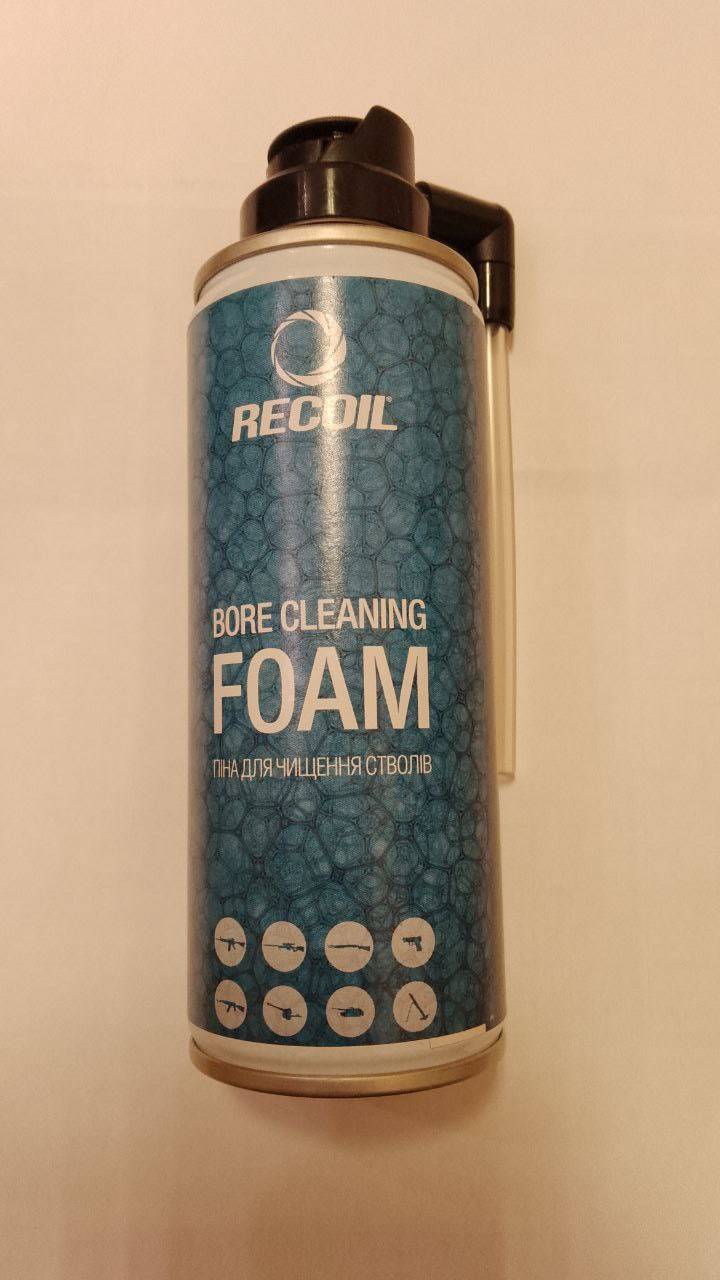 RECOIL®
BORE CLEANING
FOAM
ПІНА ДЛЯ ЧИЩЕННЯ СТВОЛІВ